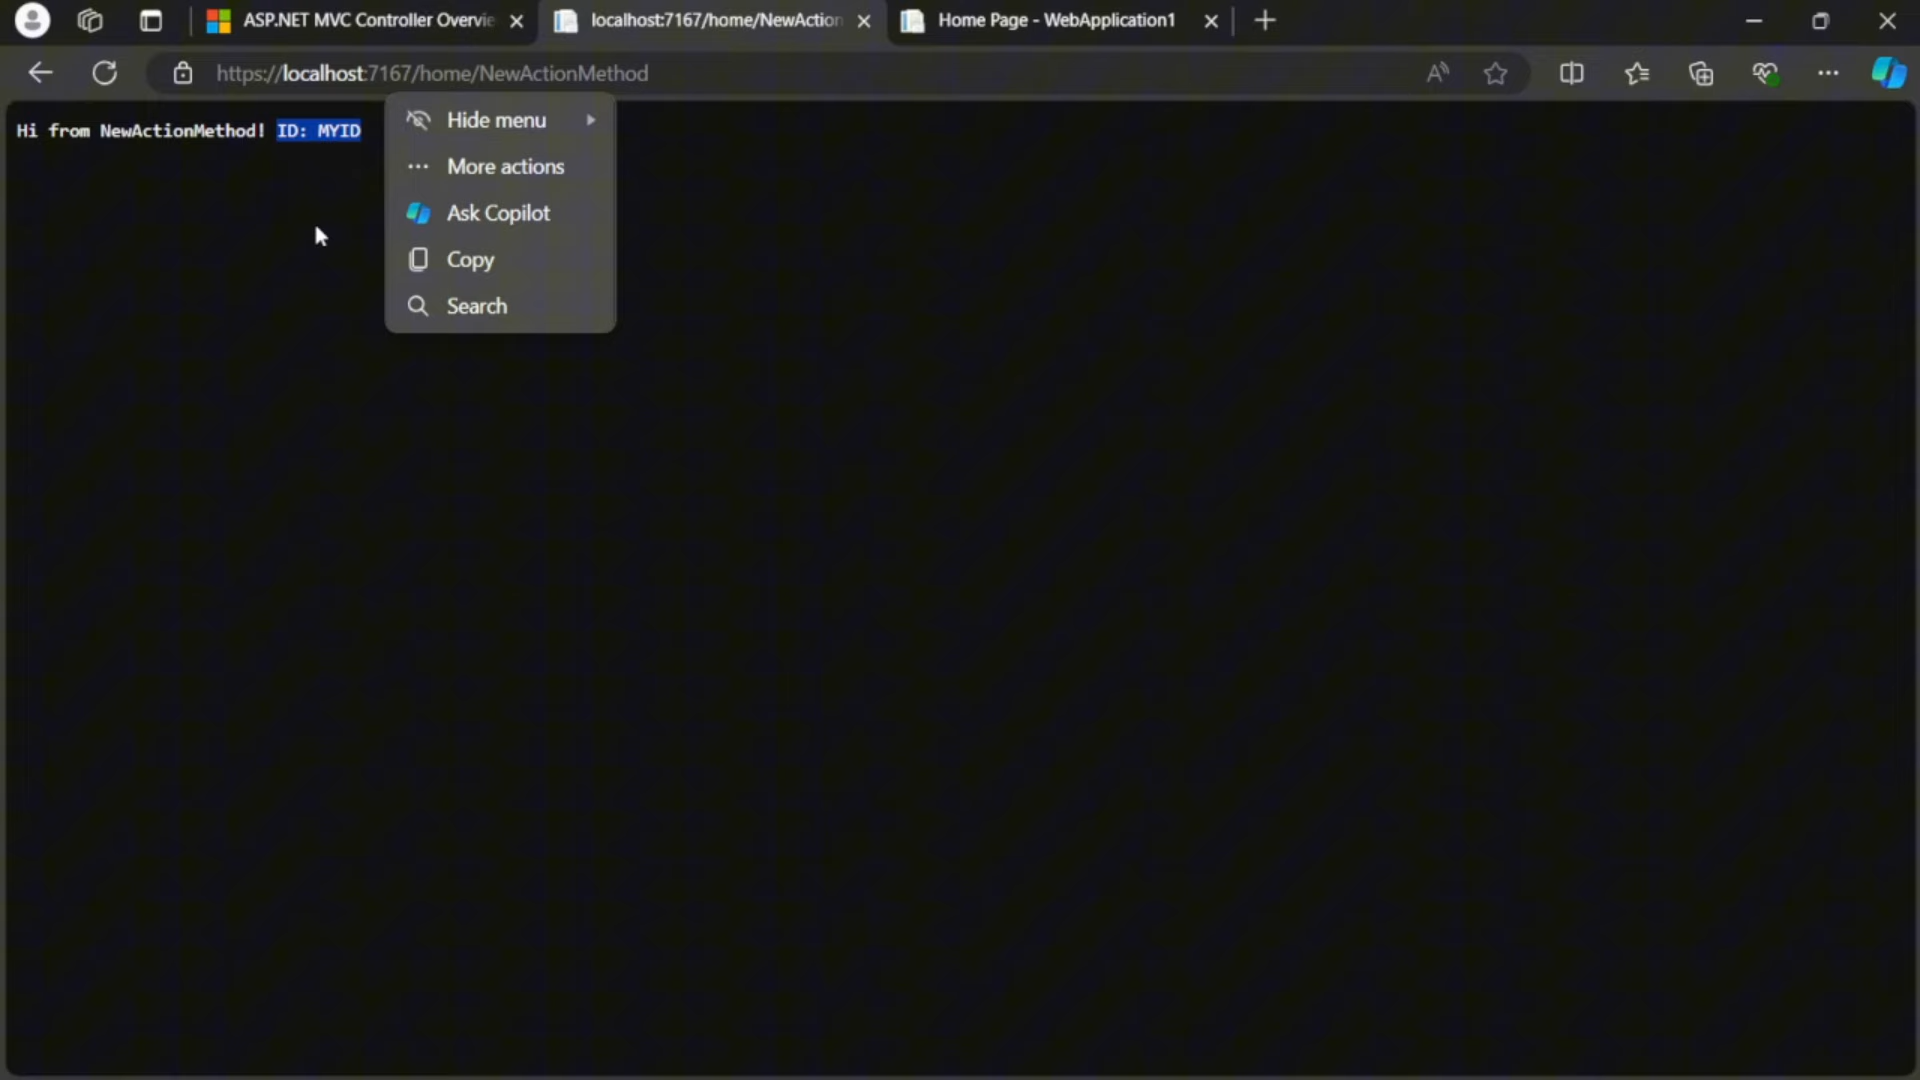 ASP.NET MVC Controller Overvie
localhost:7167/home/NewAction
Home Page - WebApplication1
https://localhost:7167/home/NewActionMethod
Hi from NewActionMethod! ID: MYID
Hide menu
More actions
Ask Copilot
Copy
Search